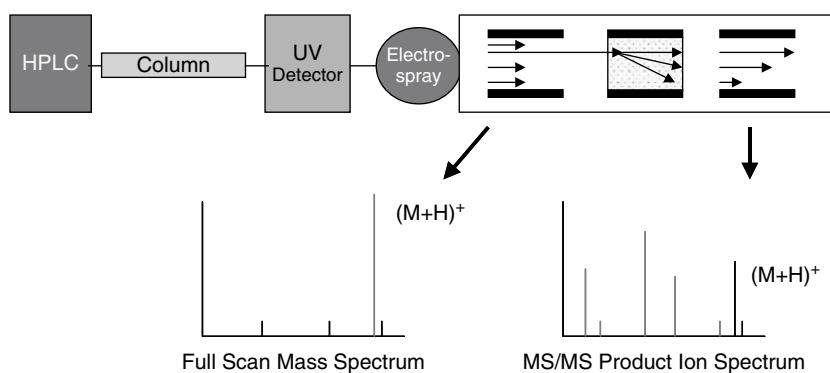 HPLC
Column
UV
Detector
Electro-
spray
(M+H)+
(M+H)+
Full Scan Mass Spectrum
MS/MS Product Ion Spectrum